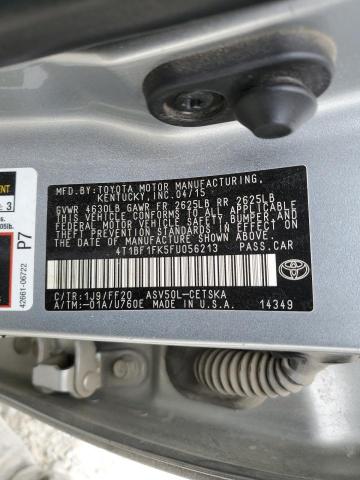 MFD.BY:TOYOTA MOTOR MANUFACTURING,
KENTUCKY,INC.04/15
GVWR 4630LB GAWR FR 2625LB RR 2625LB
THIS VEHICLE CONFORMS TO ALL APPLICABLE
FEDERAL MOTOR VEHICLE SAFETY,BUMPER,AND
THEFT PREVENTION STANDARDS IN EFFECT ON
THE DATE OF MANUFACTURE SHOWN ABOVE.
4T1BF1FK5FU056213 PASS.CAR
C/TR:1J9/FF20 ASV50L-CETSKA
A/TM:-01A/U760E MADE IN U.S.A. 14349
TOYOTA
3
P7
42661-06722